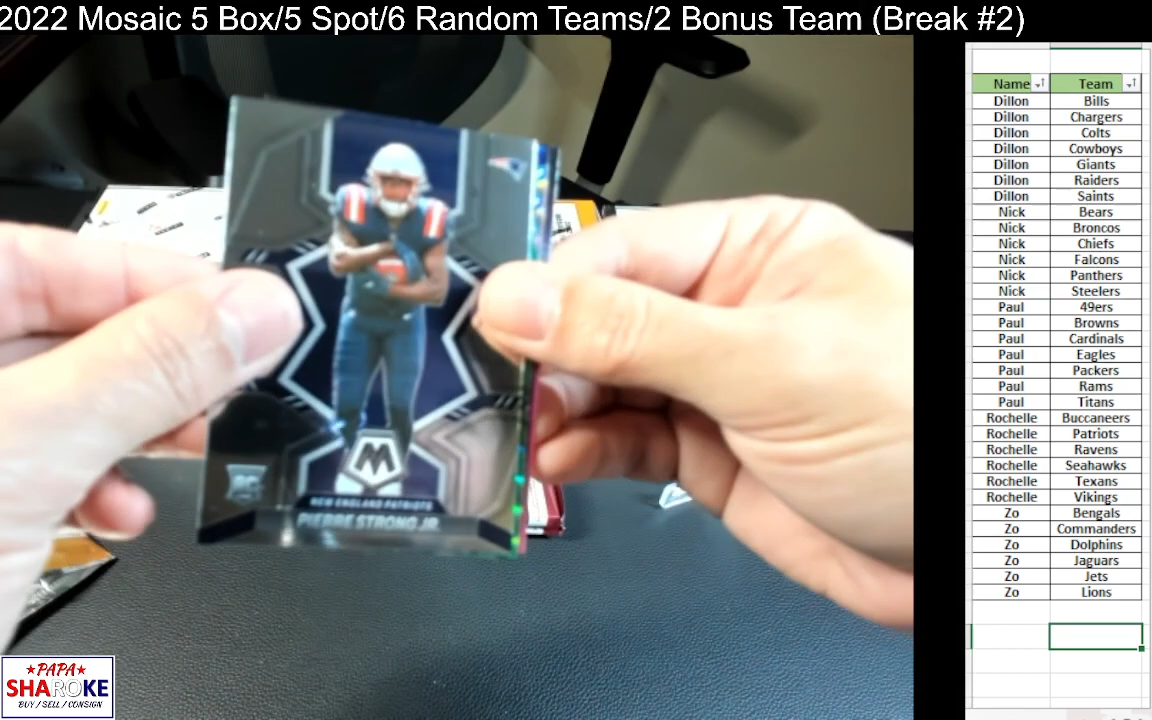 2022 Mosaic 5 Box/5 Spot/6 Random Teams/2 Bonus Team (Break #2)
Name Team
Dillon Bills
Dillon Chargers
Dillon Colts
Dillon Cowboys
Dillon Giants
Dillon Raiders
Dillon Saints
Nick Bears
Nick Broncos
Nick Chiefs
Nick Falcons
Nick Panthers
Nick Steelers
Paul 49ers
Paul Browns
Paul Cardinals
Paul Eagles
Paul Packers
Paul Rams
Paul Titans
Rochelle Buccaneers
Rochelle Patriots
Rochelle Ravens
Rochelle Seahawks
Rochelle Texans
Rochelle Vikings
Zo Bengals
Zo Commanders
Zo Dolphins
Zo Jaguars
Zo Jets
Zo Lions
M
RC
NEW ENGLAND PATRIOTS
PIERRE STRONG JR.
PAPA
SHAROKE
BUY / SELL / CONSIGN